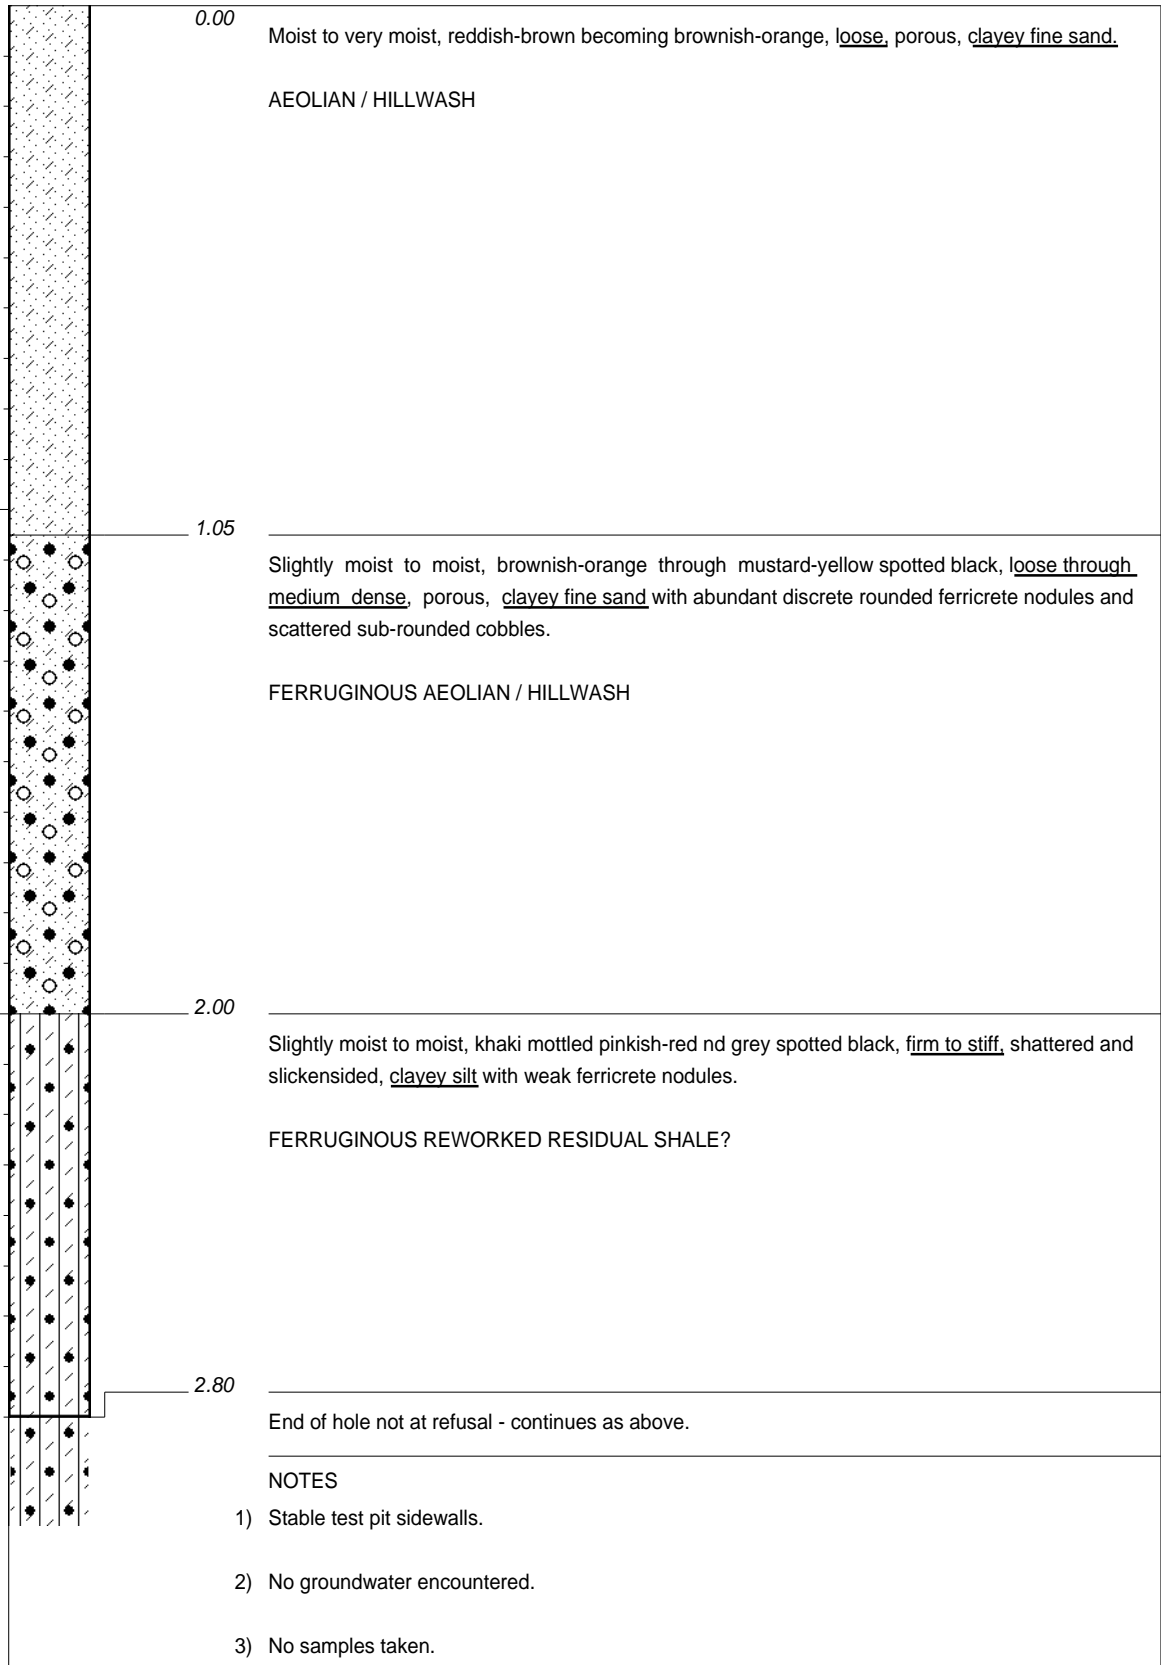 0.00
Moist to very moist, reddish-brown becoming brownish-orange, loose, porous, clayey fine sand.
AEOLIAN / HILLWASH
1.05
Slightly moist to moist, brownish-orange through mustard-yellow spotted black, loose through
medium dense, porous, clayey fine sand with abundant discrete rounded ferricrete nodules and
scattered sub-rounded cobbles.
FERRUGINOUS AEOLIAN / HILLWASH
2.00
Slightly moist to moist, khaki mottled pinkish-red nd grey spotted black, firm to stiff, shattered and
slickensided, clayey silt with weak ferricrete nodules.
FERRUGINOUS REWORKED RESIDUAL SHALE?
2.80
End of hole not at refusal - continues as above.
NOTES
1) Stable test pit sidewalls.
2) No groundwater encountered.
3) No samples taken.